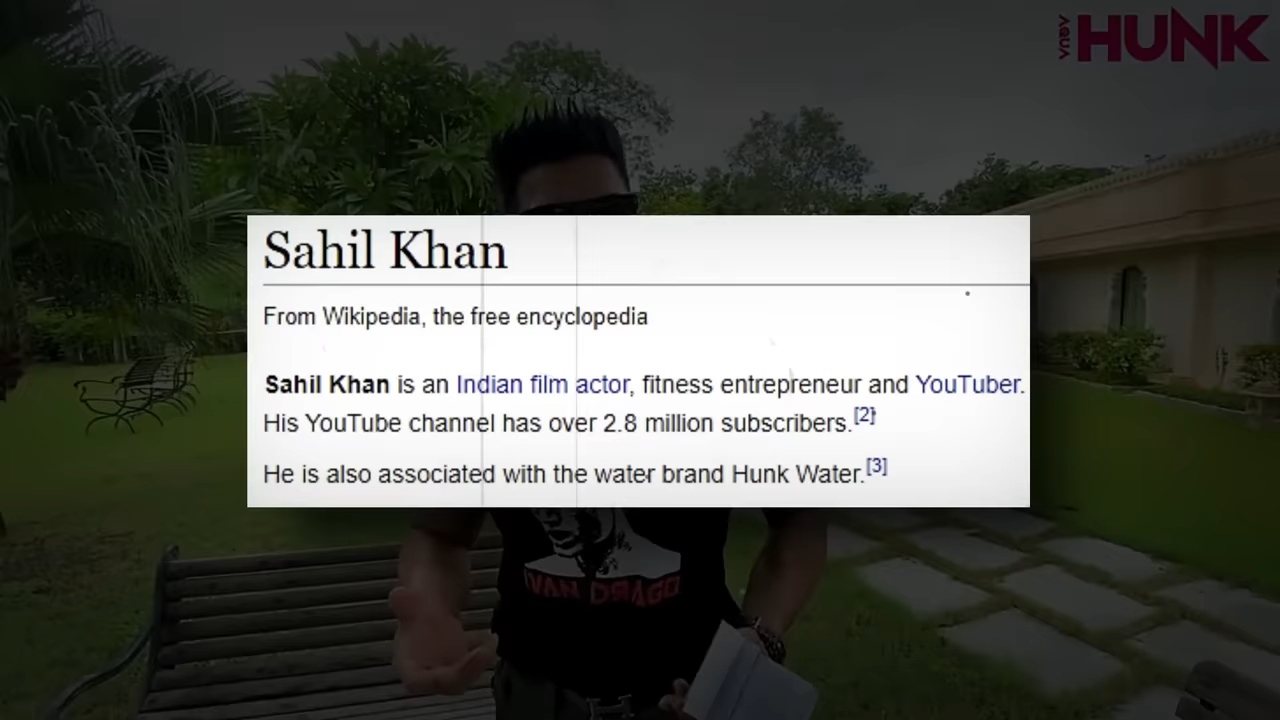 HUNK
Sahil Khan
From Wikipedia, the free encyclopedia
Sahil Khan is an Indian film actor, fitness entrepreneur and YouTuber.
His YouTube channel has over 2.8 million subscribers.[2]
He is also associated with the water brand Hunk Water.[3]
IVAN DRAGO